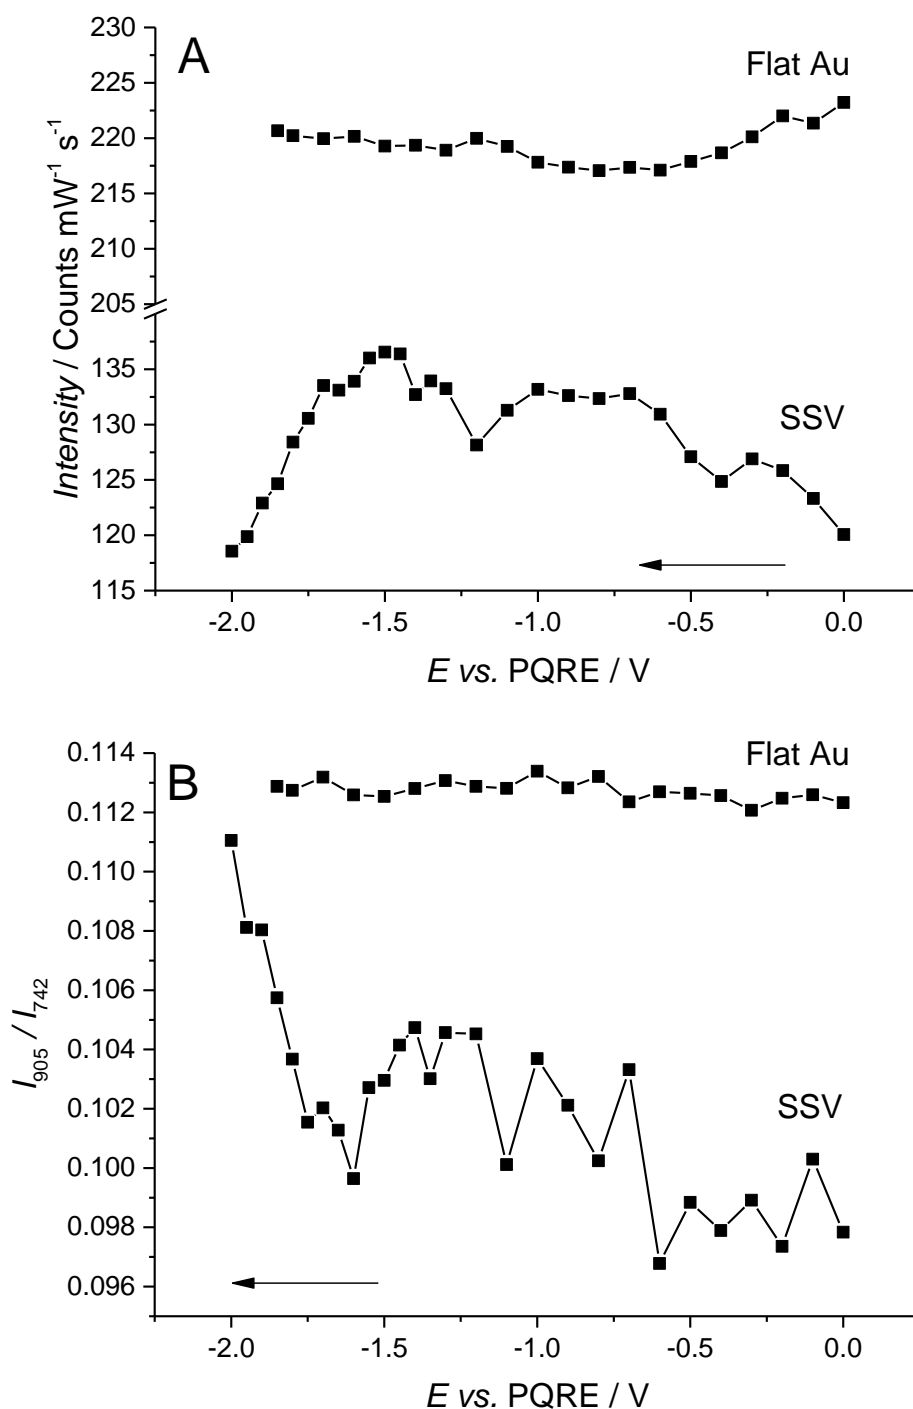 A
Flat Au
SSV
230
225
220
215
210
205
135
130
125
120
115
Intensity / Counts mW⁻¹ s⁻¹
-2.0 -1.5 -1.0 -0.5 0.0
E vs. PQRE / V
B
Flat Au
SSV
0.114
0.112
0.110
0.108
0.106
0.104
0.102
0.100
0.098
0.096
I₉₀₅ / I₇₄₂
-2.0 -1.5 -1.0 -0.5 0.0
E vs. PQRE / V